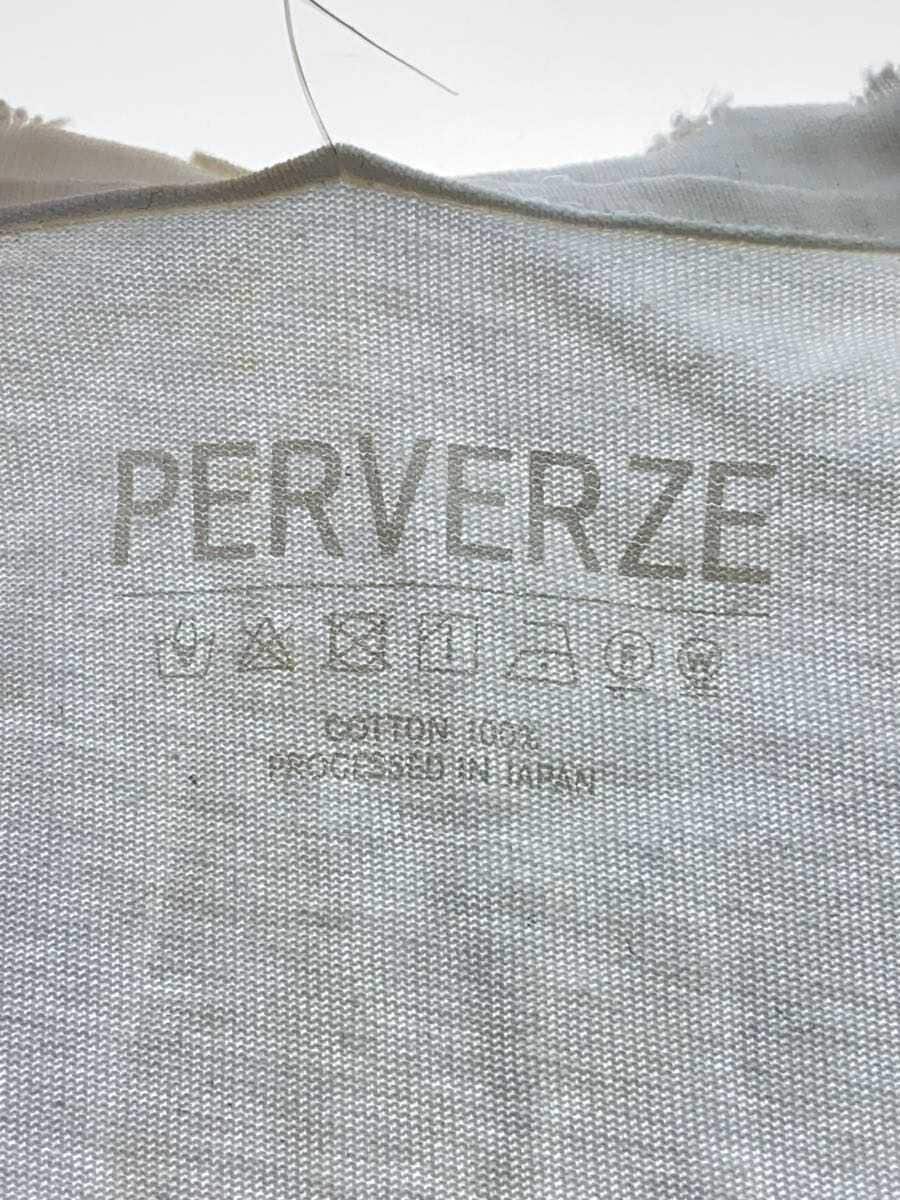 PERVERZE
F W
COTTON 100%
PROCESSED IN JAPAN